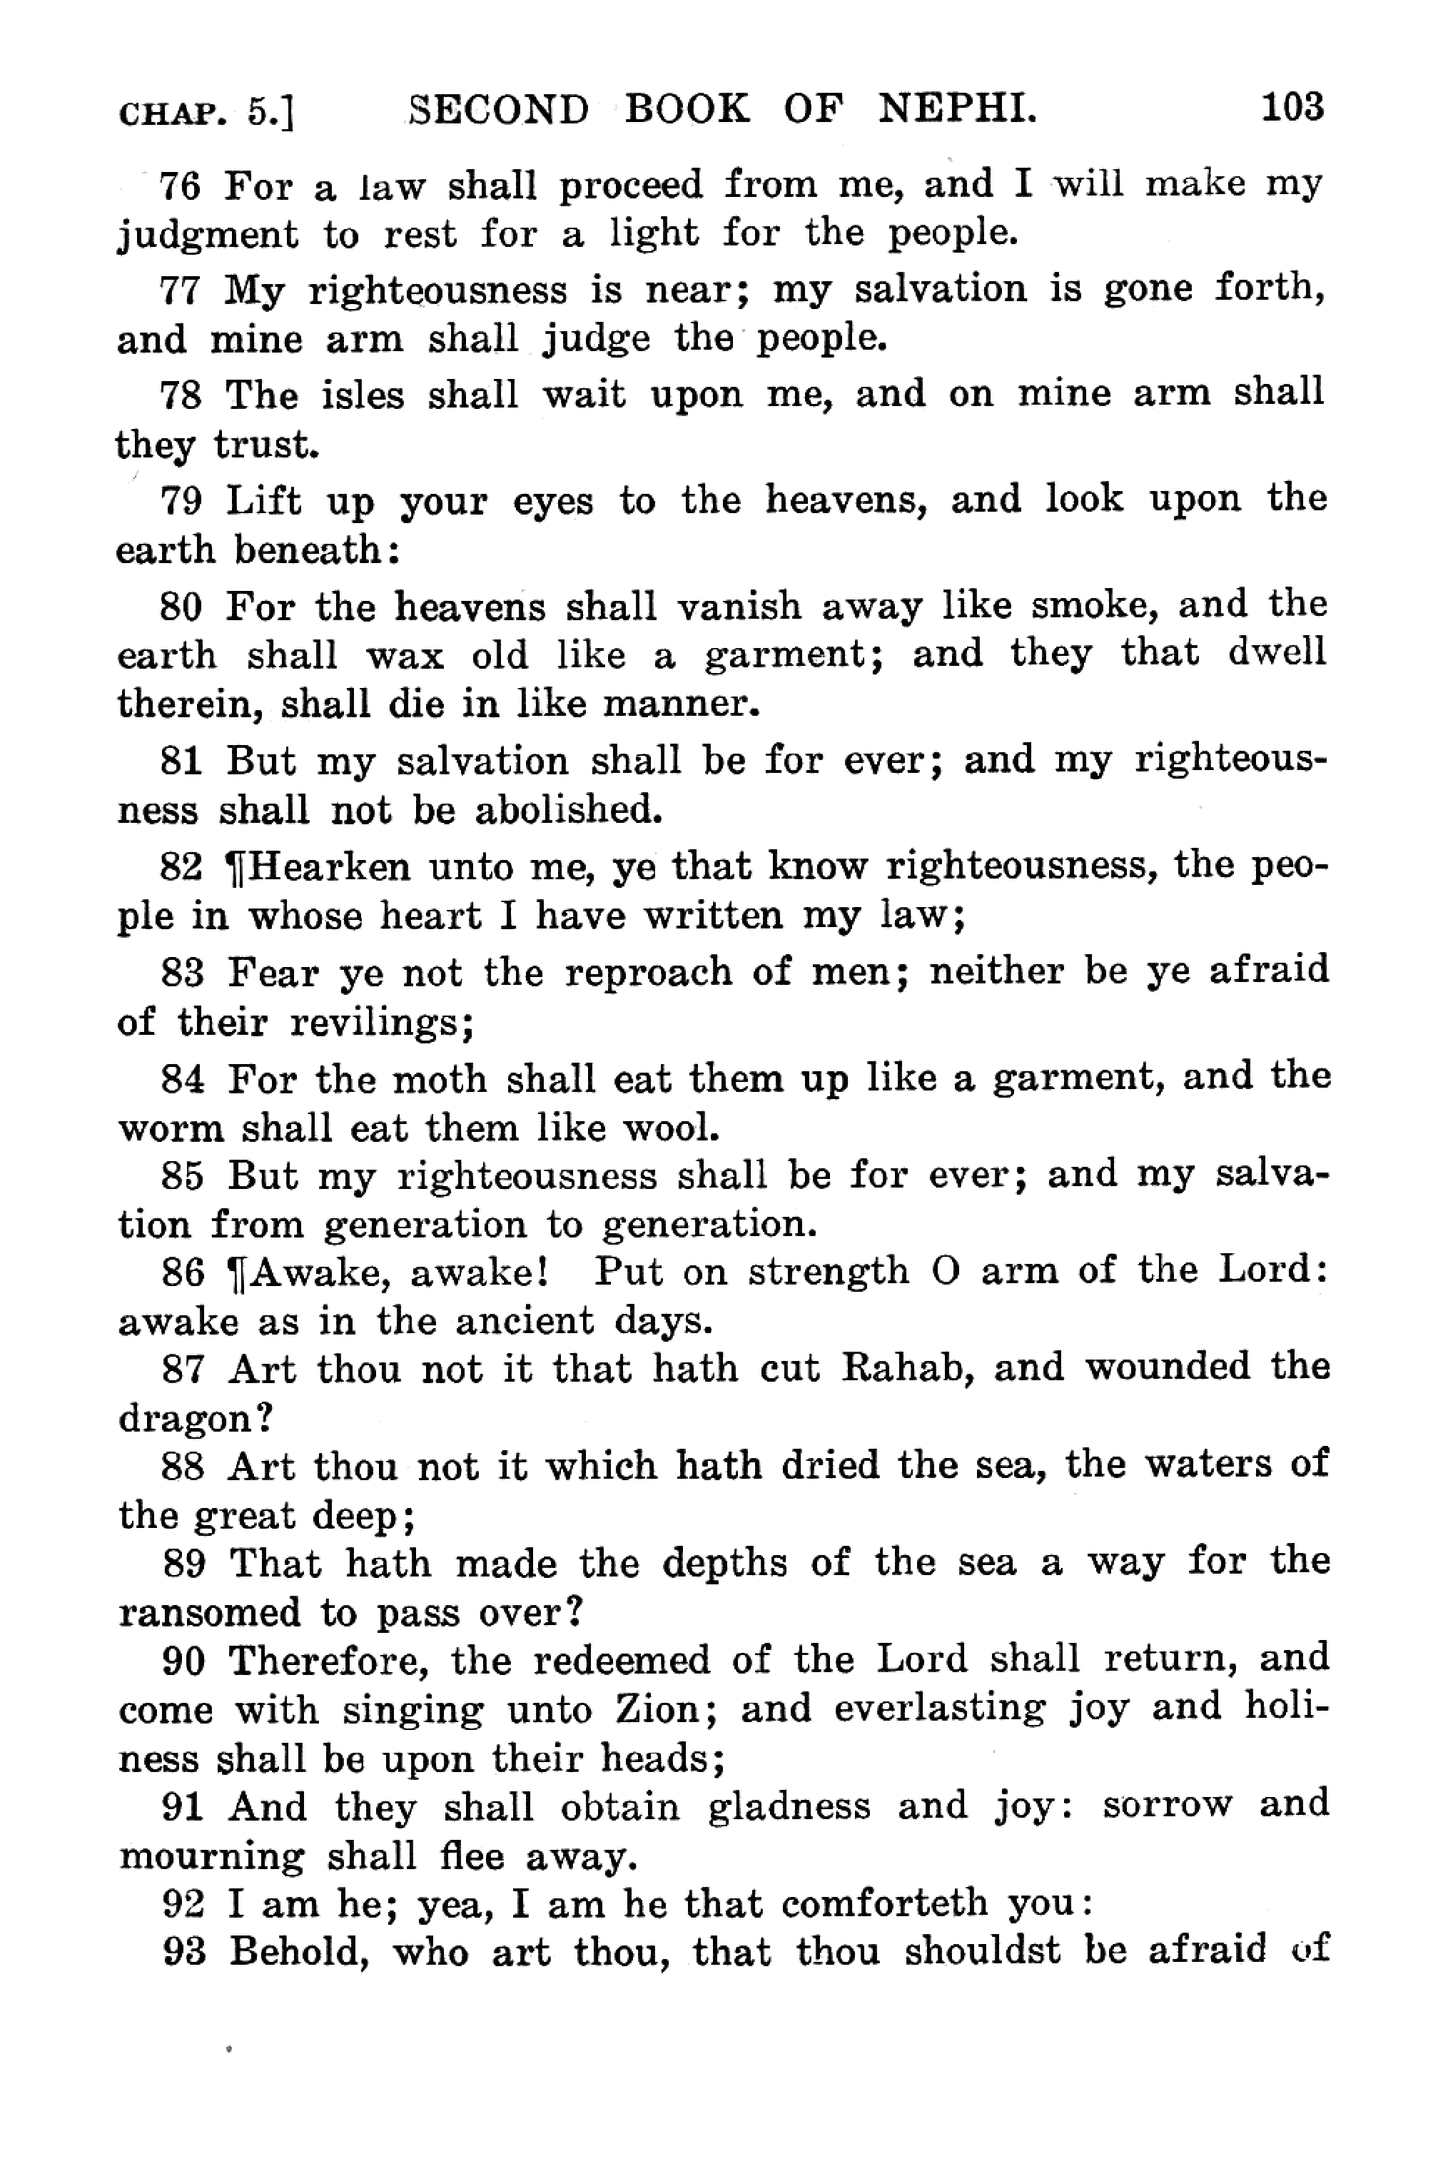 CHAP. 5.] SECOND BOOK OF NEPHI. 103
76 For a law shall proceed from me, and I will make my
judgment to rest for a light for the people.
77 My righteousness is near; my salvation is gone forth,
and mine arm shall judge the people.
78 The isles shall wait upon me, and on mine arm shall
they trust.
79 Lift up your eyes to the heavens, and look upon the
earth beneath:
80 For the heavens shall vanish away like smoke, and the
earth shall wax old like a garment; and they that dwell
therein, shall die in like manner.
81 But my salvation shall be for ever; and my righteous-
ness shall not be abolished.
82 ¶Hearken unto me, ye that know righteousness, the peo-
ple in whose heart I have written my law;
83 Fear ye not the reproach of men; neither be ye afraid
of their revilings;
84 For the moth shall eat them up like a garment, and the
worm shall eat them like wool.
85 But my righteousness shall be for ever; and my salva-
tion from generation to generation.
86 ¶Awake, awake! Put on strength O arm of the Lord:
awake as in the ancient days.
87 Art thou not it that hath cut Rahab, and wounded the
dragon?
88 Art thou not it which hath dried the sea, the waters of
the great deep;
89 That hath made the depths of the sea a way for the
ransomed to pass over?
90 Therefore, the redeemed of the Lord shall return, and
come with singing unto Zion; and everlasting joy and holi-
ness shall be upon their heads;
91 And they shall obtain gladness and joy: sorrow and
mourning shall flee away.
92 I am he; yea, I am he that comforteth you:
93 Behold, who art thou, that thou shouldst be afraid of